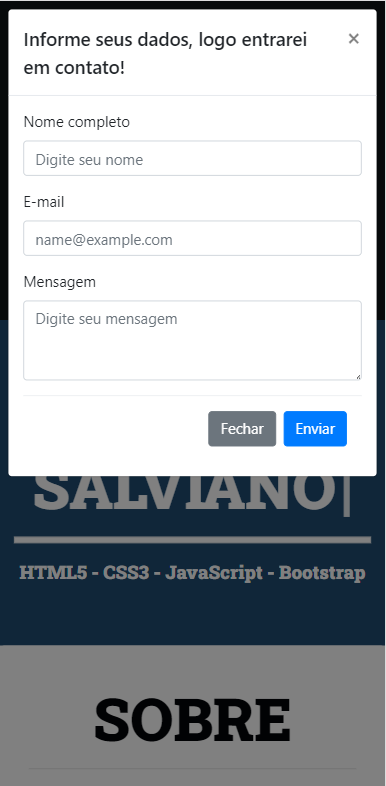 Informe seus dados, logo entrarei
em contato!
×
Nome completo
Digite seu nome
E-mail
name@example.com
Mensagem
Digite seu mensagem
Fechar
Enviar
SALVIANO|
HTML5 - CSS3 - JavaScript - Bootstrap
SOBRE